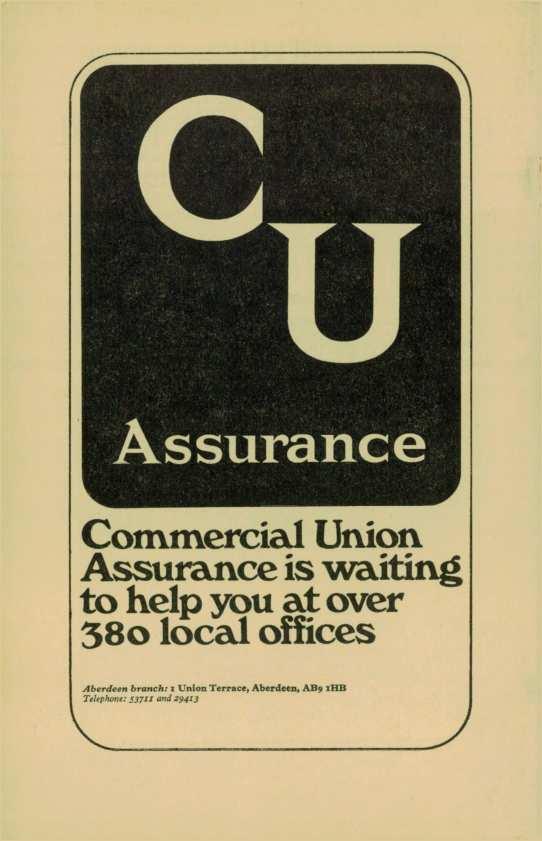 CU
Assurance
Commercial Union
Assurance is waiting
to help you at over
380 local offices
Aberdeen branch: 1 Union Terrace, Aberdeen, AB9 1HB
Telephone: 53711 and 29413